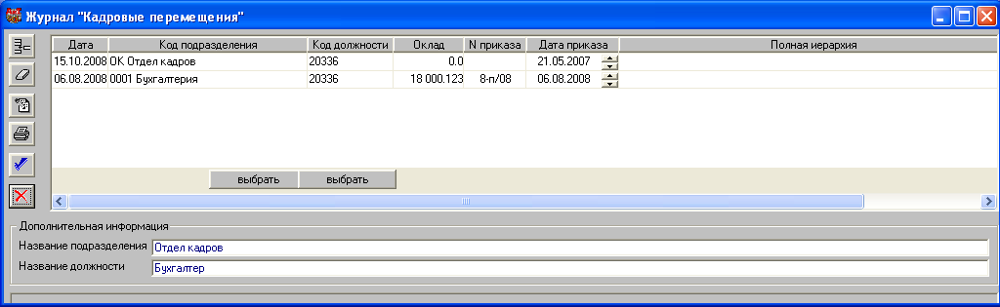 Журнал "Кадровые перемещения"
Дата Код подразделения Код должности Оклад N приказа Дата приказа Полная иерархия
15.10.2008 ОК Отдел кадров 20336 0.0 21.05.2007
06.08.2008 0001 Бухгалтерия 20336 18 000.123 8-п/08 06.08.2008
выбрать выбрать
Дополнительная информация
Название подразделения Отдел кадров
Название должности Бухгалтер